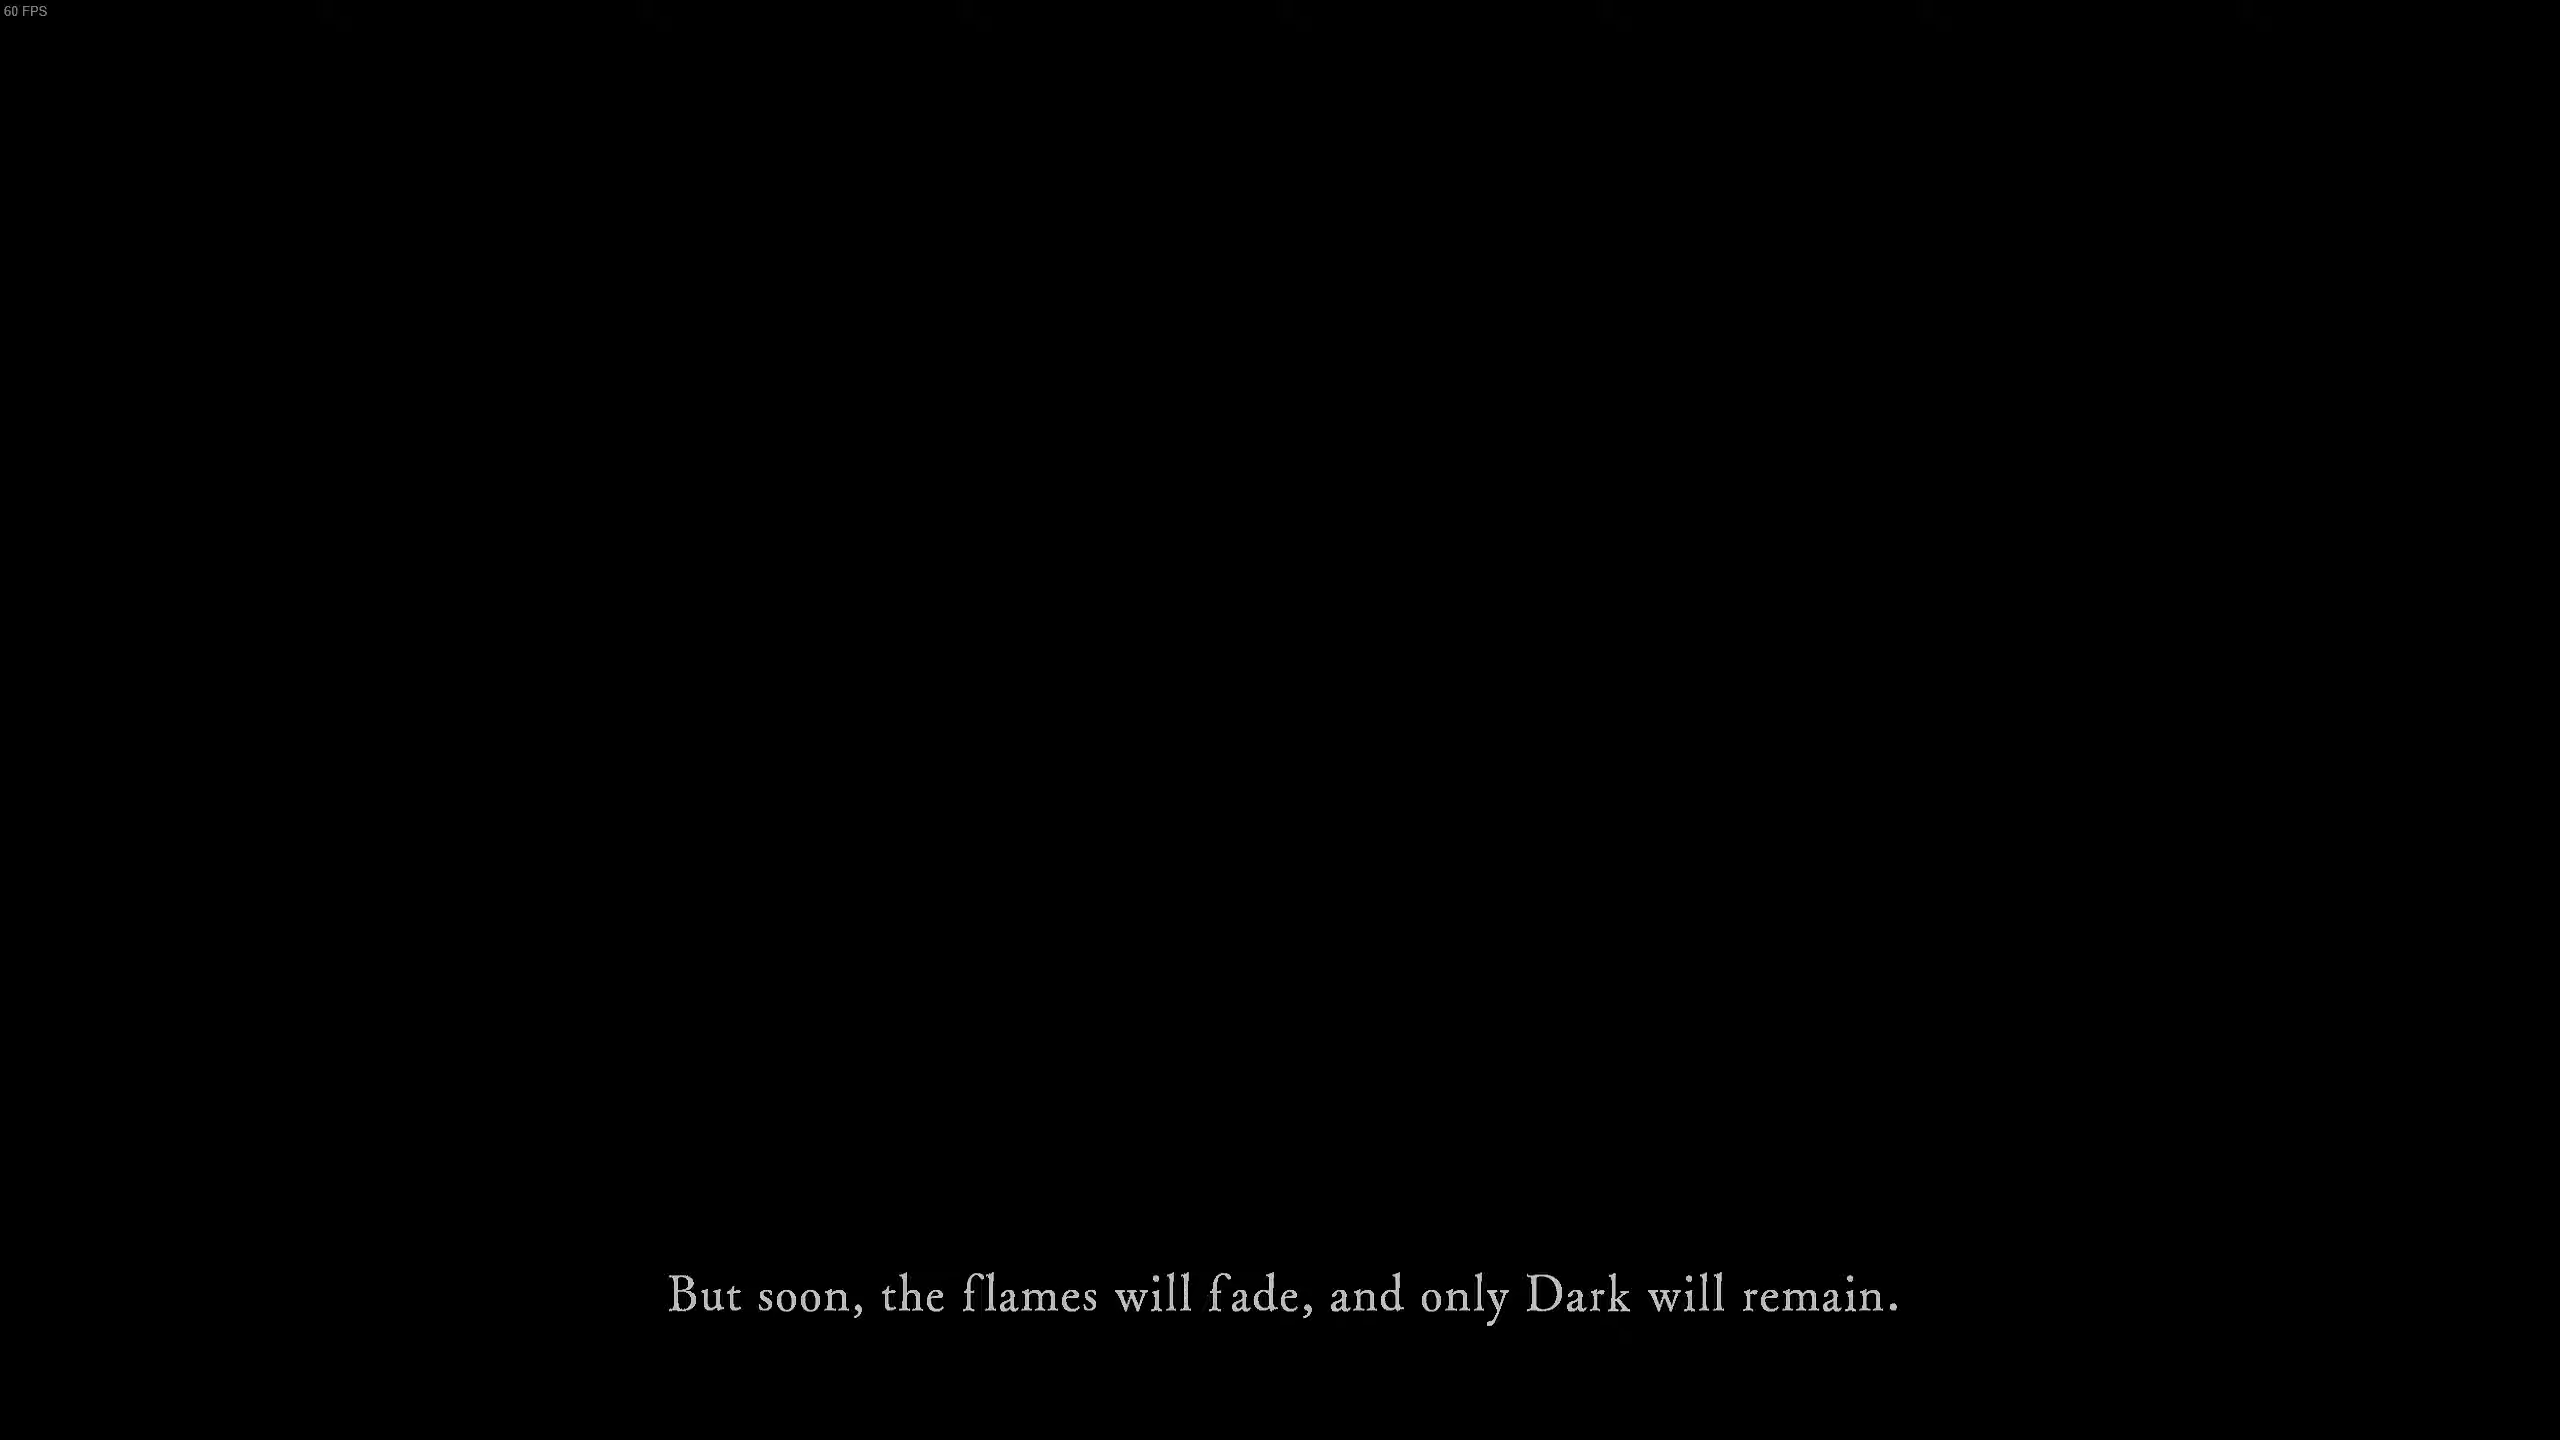 60 FPS
But soon, the flames will fade, and only Dark will remain.